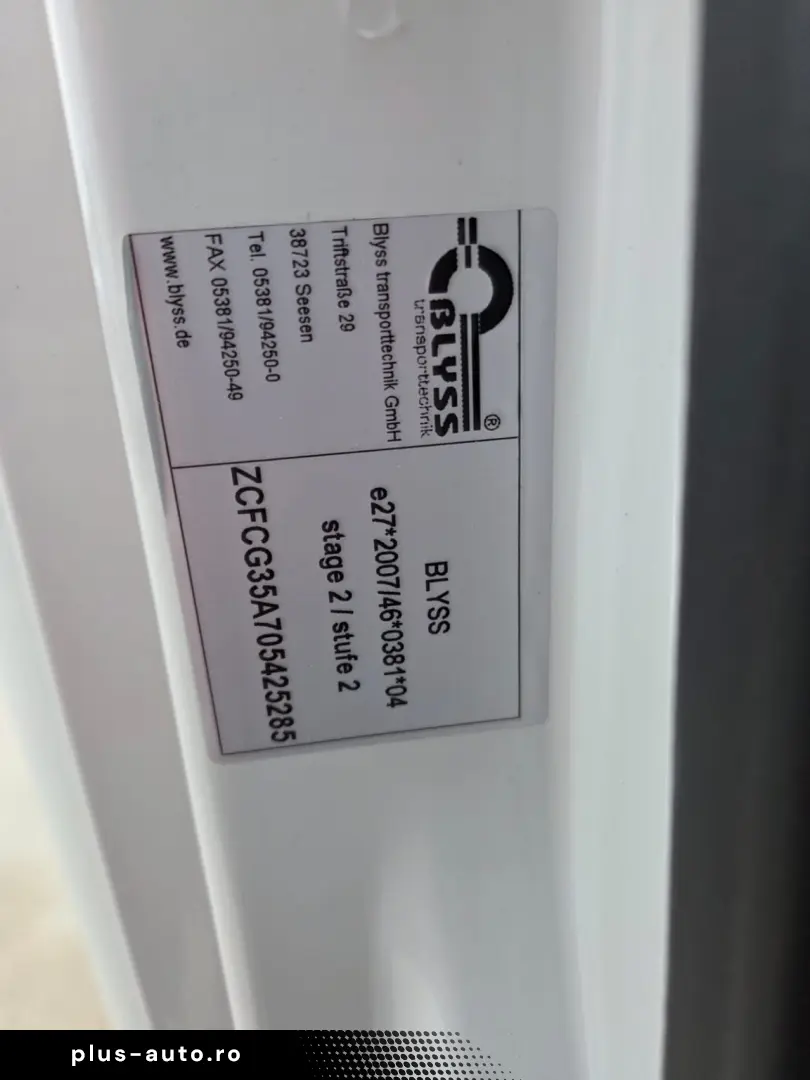 BLYSS®
transporttechnik
Blyss transporttechnik GmbH
Triftstraße 29
38723 Seesen
Tel. 05381/94250-0
FAX 05381/94250-49
www.blyss.de
BLYSS
e27*2007/46*0381*04
stage 2 / stufe 2
ZCFCG35A705425285
plus-auto.ro